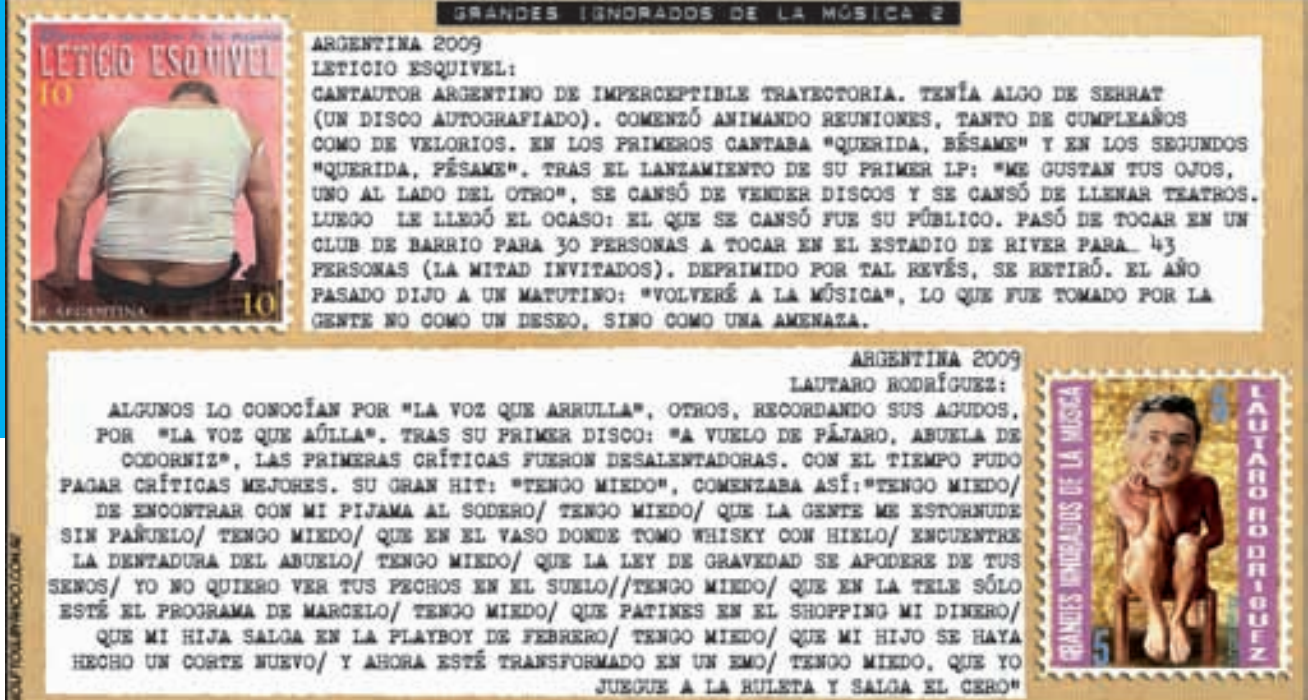 GRANDES IGNORADOS DE LA MÚSICA 2
LETICIO ESQUIVEL
10
R. ARGENTINA
10
ARGENTINA 2009
LETICIO ESQUIVEL:
CANTAUTOR ARGENTINO DE IMPERCEPTIBLE TRAYECTORIA. TENÍA ALGO DE SERRAT
(UN DISCO AUTOGRAFIADO). COMENZÓ ANIMANDO REUNIONES, TANTO DE CUMPLEAÑOS
COMO DE VELORIOS. EN LOS PRIMEROS CANTABA "QUERIDA, BÉSAME" Y EN LOS SEGUNDOS
"QUERIDA, PÉSAME". TRAS EL LANZAMIENTO DE SU PRIMER LP: "ME GUSTAN TUS OJOS,
UNO AL LADO DEL OTRO", SE CANSÓ DE VENDER DISCOS Y SE CANSÓ DE LLENAR TEATROS.
LUEGO LE LLEGÓ EL OCASO: EL QUE SE CANSÓ FUE SU PÚBLICO. PASÓ DE TOCAR EN UN
CLUB DE BARRIO PARA 30 PERSONAS A TOCAR EN EL ESTADIO DE RIVER PARA_ 43
PERSONAS (LA MITAD INVITADOS). DEPRIMIDO POR TAL REVÉS, SE RETIRÓ. EL AÑO
PASADO DIJO A UN MATUTINO: "VOLVERÉ A LA MÚSICA", LO QUE FUE TOMADO POR LA
GENTE NO COMO UN DESEO, SINO COMO UNA AMENAZA.
ARGENTINA 2009
LAUTARO RODRÍGUEZ:
ALGUNOS LO CONOCÍAN POR "LA VOZ QUE ARRULLA", OTROS, RECORDANDO SUS AGUDOS,
POR "LA VOZ QUE AÚLLA". TRAS SU PRIMER DISCO: "A VUELO DE PÁJARO, ABUELA DE
CODORNIZ", LAS PRIMERAS CRÍTICAS FUERON DESALENTADORAS. CON EL TIEMPO PUDO
PAGAR CRÍTICAS MEJORES. SU GRAN HIT: "TENGO MIEDO", COMENZABA ASÍ:"TENGO MIEDO/
DE ENCONTRAR CON MI PIJAMA AL SODERO/ TENGO MIEDO/ QUE LA GENTE ME ESTORNUDE
SIN PAÑUELO/ TENGO MIEDO/ QUE EN EL VASO DONDE TOMO WHISKY CON HIELO/ ENCUENTRE
LA DENTADURA DEL ABUELO/ TENGO MIEDO/ QUE LA LEY DE GRAVEDAD SE APODERE DE TUS
SENOS/ YO NO QUIERO VER TUS PECHOS EN EL SUELO//TENGO MIEDO/ QUE EN LA TELE SÓLO
ESTÉ EL PROGRAMA DE MARCELO/ TENGO MIEDO/ QUE PATINES EN EL SHOPPING MI DINERO/
QUE MI HIJA SALGA EN LA PLAYBOY DE FEBRERO/ TENGO MIEDO/ QUE MI HIJO SE HAYA
HECHO UN CORTE NUEVO/ Y AHORA ESTÉ TRANSFORMADO EN UN EMO/ TENGO MIEDO, QUE YO
JUEGUE A LA RULETA Y SALGA EL CERO"
GRANDES IGNORADOS DE LA MÚSICA
5
LAUTARO RODRIGUEZ
5